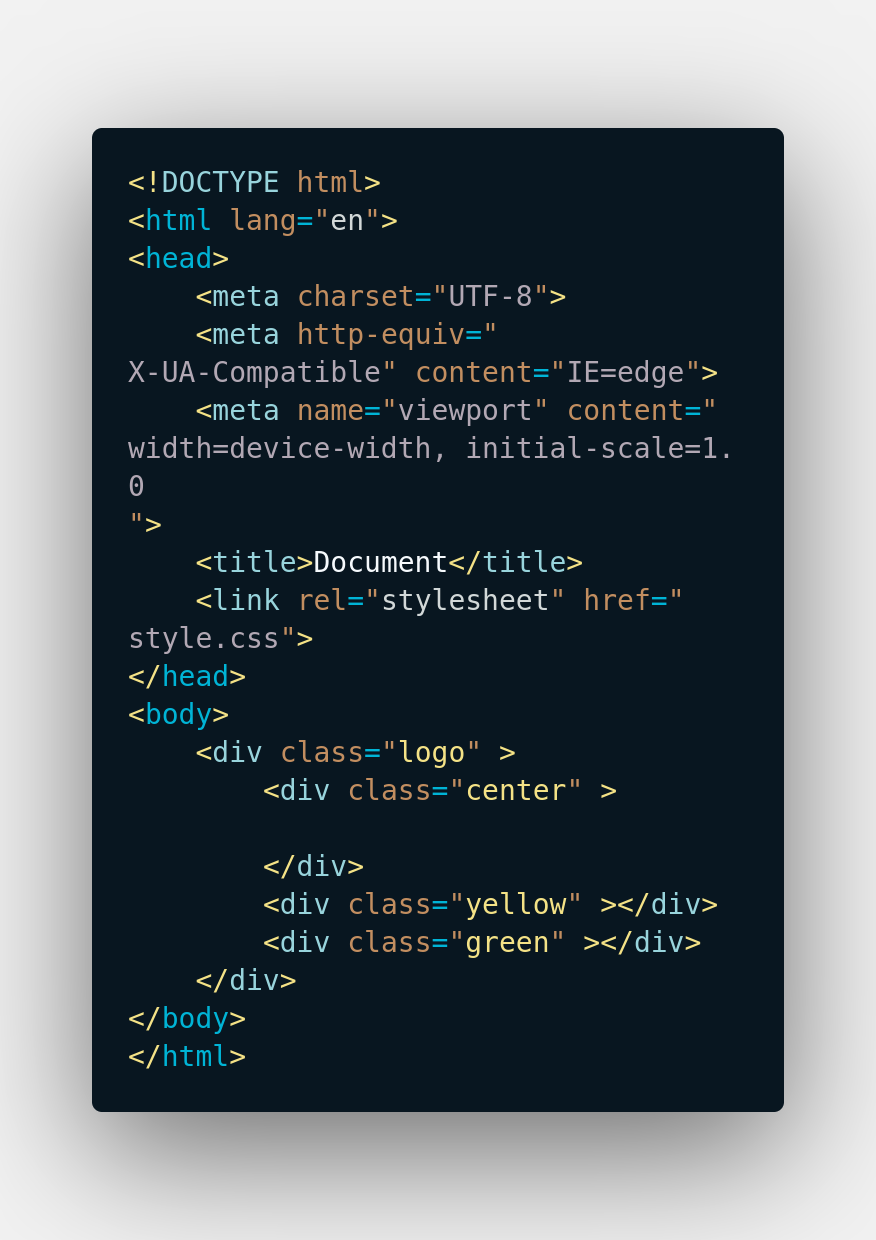 <!DOCTYPE html>
<html lang="en">
<head>
    <meta charset="UTF-8">
    <meta http-equiv="
X-UA-Compatible" content="IE=edge">
    <meta name="viewport" content="
width=device-width, initial-scale=1.
0
">
    <title>Document</title>
    <link rel="stylesheet" href="
style.css">
</head>
<body>
    <div class="logo" >
        <div class="center" >

        </div>
        <div class="yellow" ></div>
        <div class="green" ></div>
    </div>
</body>
</html>